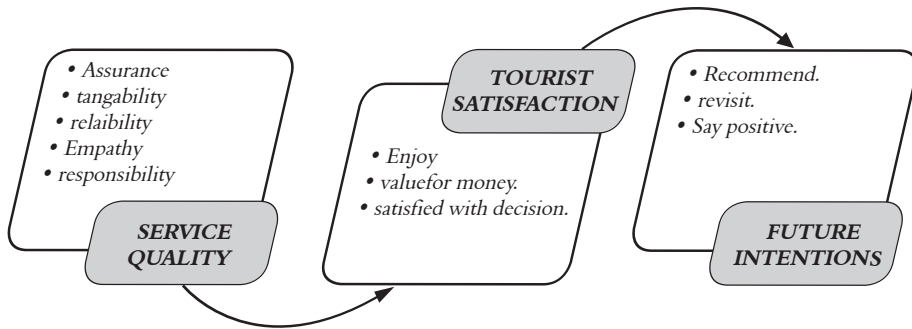 • Assurance
• tangability
• relaibility
• Empathy
• responsibility
SERVICE
QUALITY
TOURIST
SATISFACTION
• Enjoy
• valuefor money.
• satisfied with decision.
• Recommend.
• revisit.
• Say positive.
FUTURE
INTENTIONS